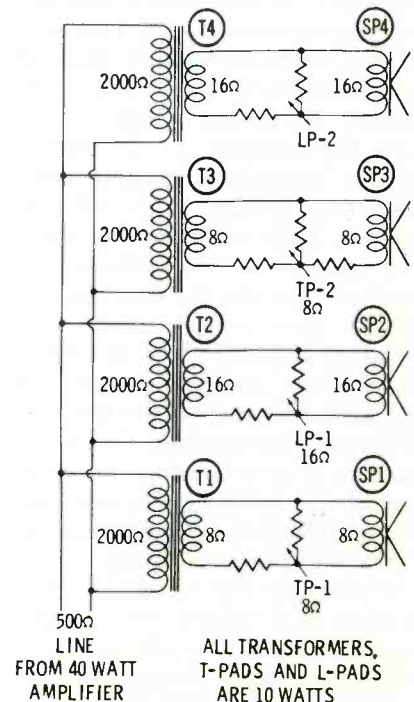 T4
SP4
2000Ω
16Ω
16Ω
LP-2
T3
SP3
2000Ω
8Ω
8Ω
TP-2
8Ω
T2
SP2
2000Ω
16Ω
16Ω
LP-1
16Ω
T1
SP1
2000Ω
8Ω
8Ω
TP-1
8Ω
500Ω
LINE
FROM 40 WATT
AMPLIFIER
ALL TRANSFORMERS,
T-PADS AND L-PADS
ARE 10 WATTS